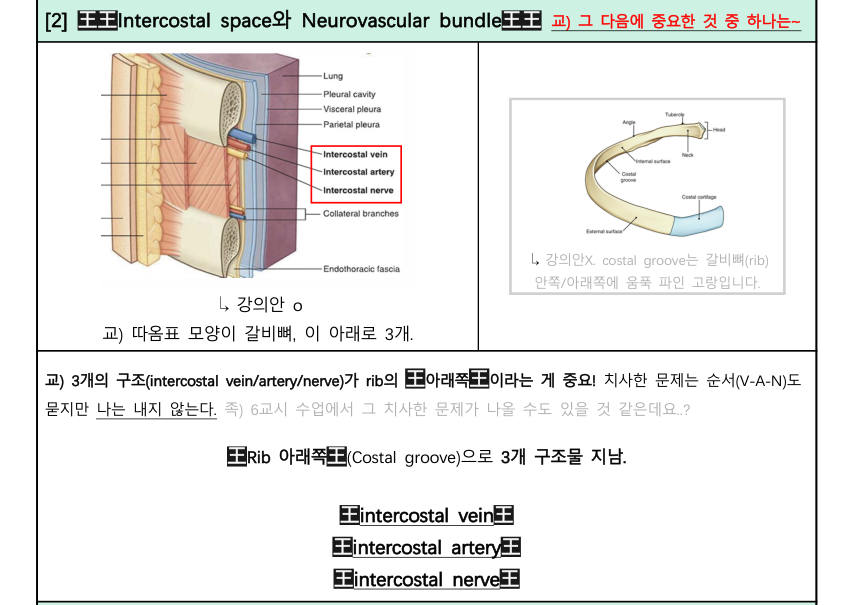 [2] 王王Intercostal space와 Neurovascular bundle王王 교) 그 다음에 중요한 것 중 하나는~
Lung
Pleural cavity
Visceral pleura
Parietal pleura
Intercostal vein
Intercostal artery
Intercostal nerve
Collateral branches
Endothoracic fascia
↳ 강의안 o
교) 따옴표 모양이 갈비뼈, 이 아래로 3개.
Tubercle
Angle
Head
Neck
Internal surface
Costal
groove
Costal cartilage
External surface
↳ 강의안X. costal groove는 갈비뼈(rib)
안쪽/아래쪽에 움푹 파인 고랑입니다.
교) 3개의 구조(intercostal vein/artery/nerve)가 rib의 王아래쪽王이라는 게 중요! 치사한 문제는 순서(V-A-N)도
묻지만 나는 내지 않는다. 족) 6교시 수업에서 그 치사한 문제가 나올 수도 있을 것 같은데요..?
王Rib 아래쪽王(Costal groove)으로 3개 구조물 지남.
王intercostal vein王
王intercostal artery王
王intercostal nerve王